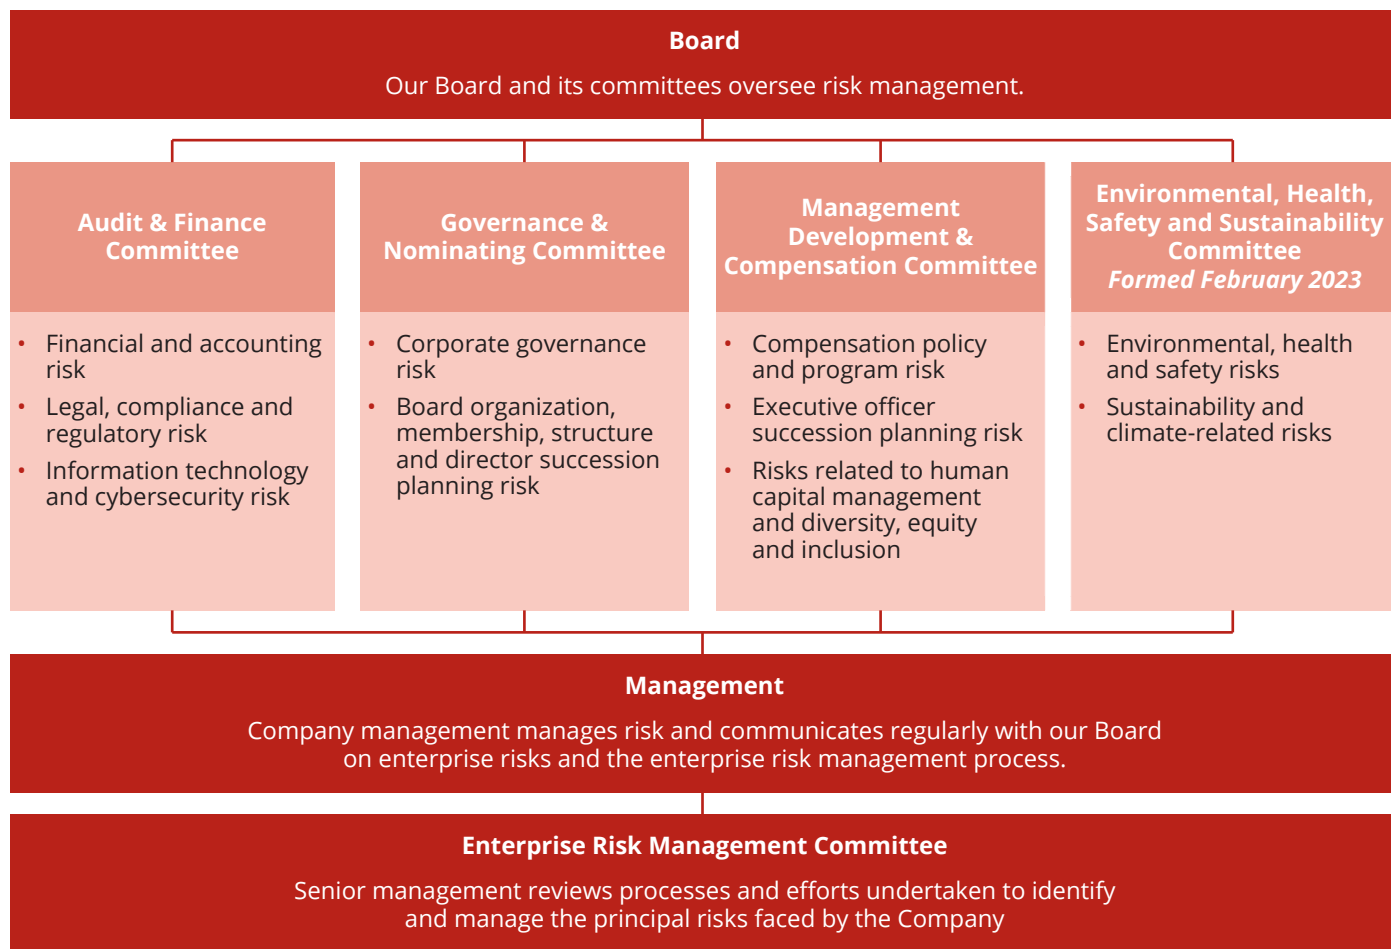 Board
Our Board and its committees oversee risk management.
Audit & Finance
Committee
• Financial and accounting
risk
• Legal, compliance and
regulatory risk
• Information technology
and cybersecurity risk
Governance &
Nominating Committee
• Corporate governance
risk
• Board organization,
membership, structure
and director succession
planning risk
Management
Development &
Compensation Committee
• Compensation policy
and program risk
• Executive officer
succession planning risk
• Risks related to human
capital management
and diversity, equity
and inclusion
Environmental, Health,
Safety and Sustainability
Committee
Formed February 2023
• Environmental, health
and safety risks
• Sustainability and
climate-related risks
Management
Company management manages risk and communicates regularly with our Board
on enterprise risks and the enterprise risk management process.
Enterprise Risk Management Committee
Senior management reviews processes and efforts undertaken to identify
and manage the principal risks faced by the Company